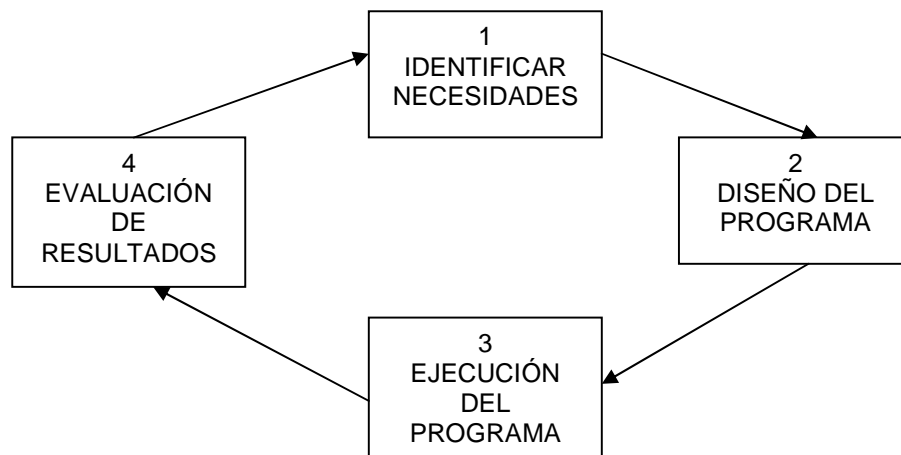 1
IDENTIFICAR
NECESIDADES
2
DISEÑO DEL
PROGRAMA
3
EJECUCIÓN
DEL
PROGRAMA
4
EVALUACIÓN
DE
RESULTADOS